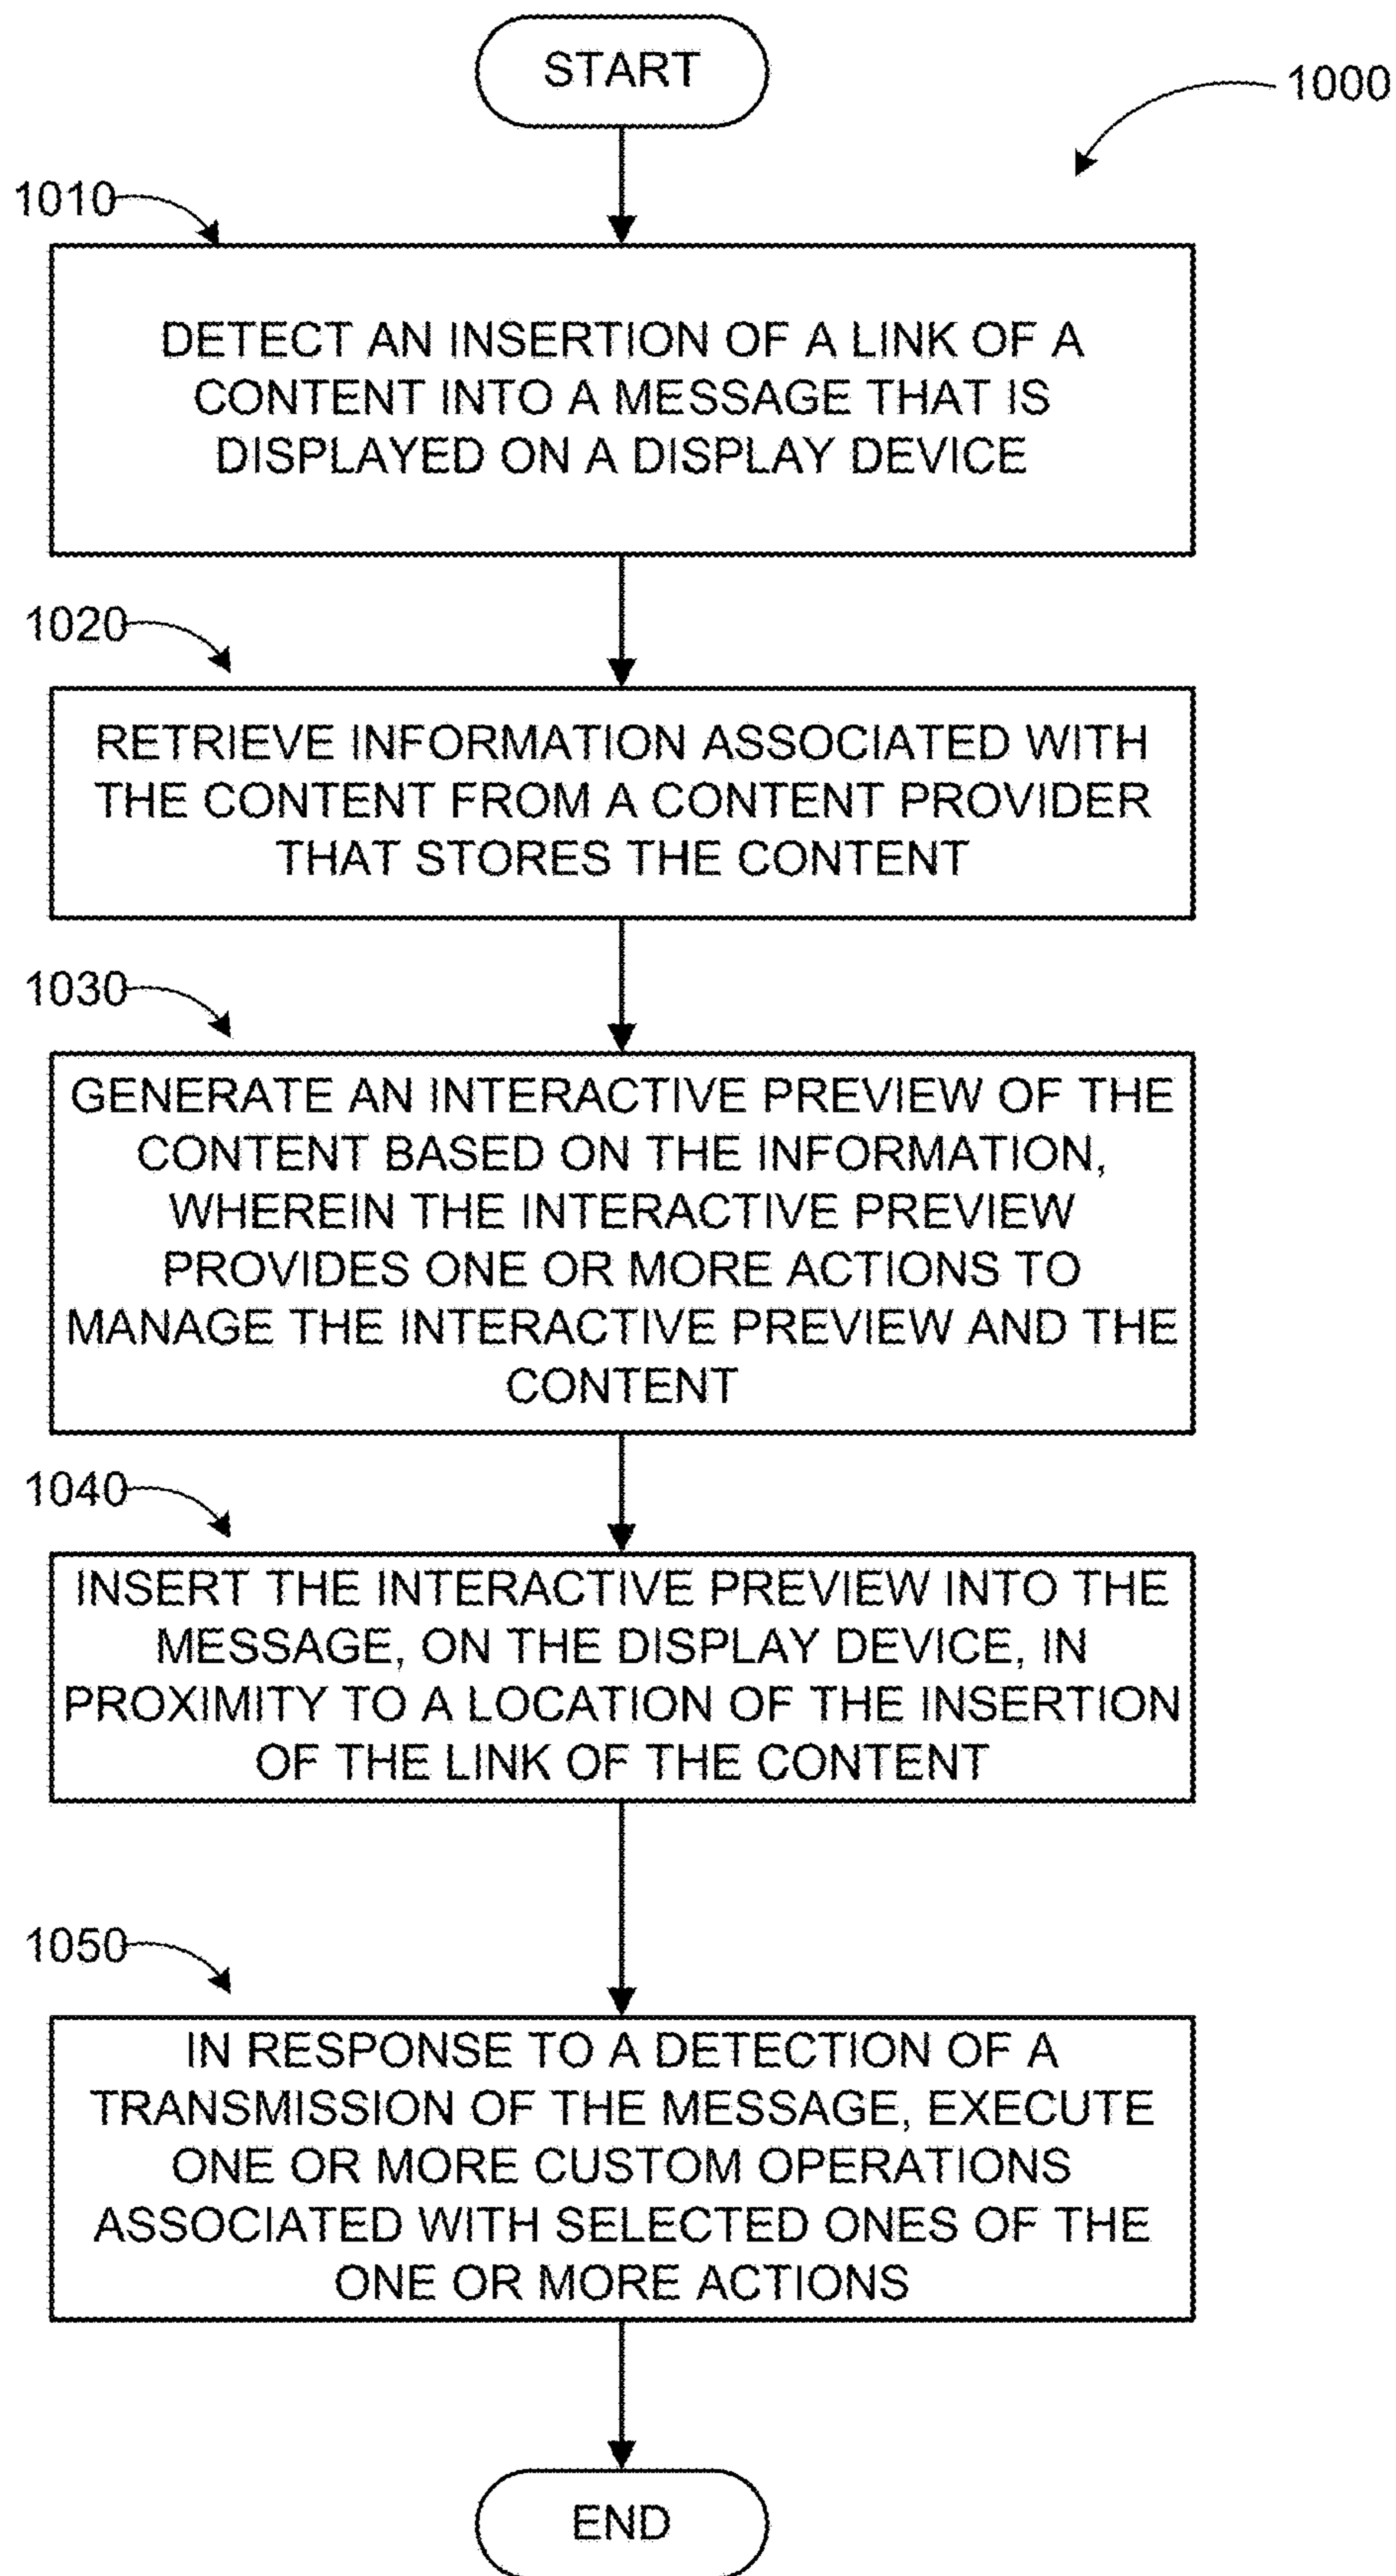 START
1000
1010
DETECT AN INSERTION OF A LINK OF A
CONTENT INTO A MESSAGE THAT IS
DISPLAYED ON A DISPLAY DEVICE
1020
RETRIEVE INFORMATION ASSOCIATED WITH
THE CONTENT FROM A CONTENT PROVIDER
THAT STORES THE CONTENT
1030
GENERATE AN INTERACTIVE PREVIEW OF THE
CONTENT BASED ON THE INFORMATION,
WHEREIN THE INTERACTIVE PREVIEW
PROVIDES ONE OR MORE ACTIONS TO
MANAGE THE INTERACTIVE PREVIEW AND THE
CONTENT
1040
INSERT THE INTERACTIVE PREVIEW INTO THE
MESSAGE, ON THE DISPLAY DEVICE, IN
PROXIMITY TO A LOCATION OF THE INSERTION
OF THE LINK OF THE CONTENT
1050
IN RESPONSE TO A DETECTION OF A
TRANSMISSION OF THE MESSAGE, EXECUTE
ONE OR MORE CUSTOM OPERATIONS
ASSOCIATED WITH SELECTED ONES OF THE
ONE OR MORE ACTIONS
END